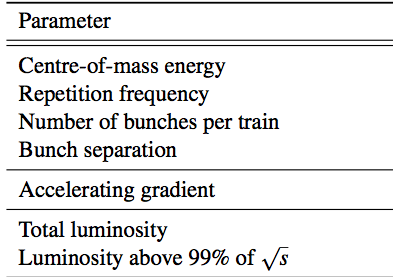 Parameter
Centre-of-mass energy
Repetition frequency
Number of bunches per train
Bunch separation
Accelerating gradient
Total luminosity
Luminosity above 99% of √s